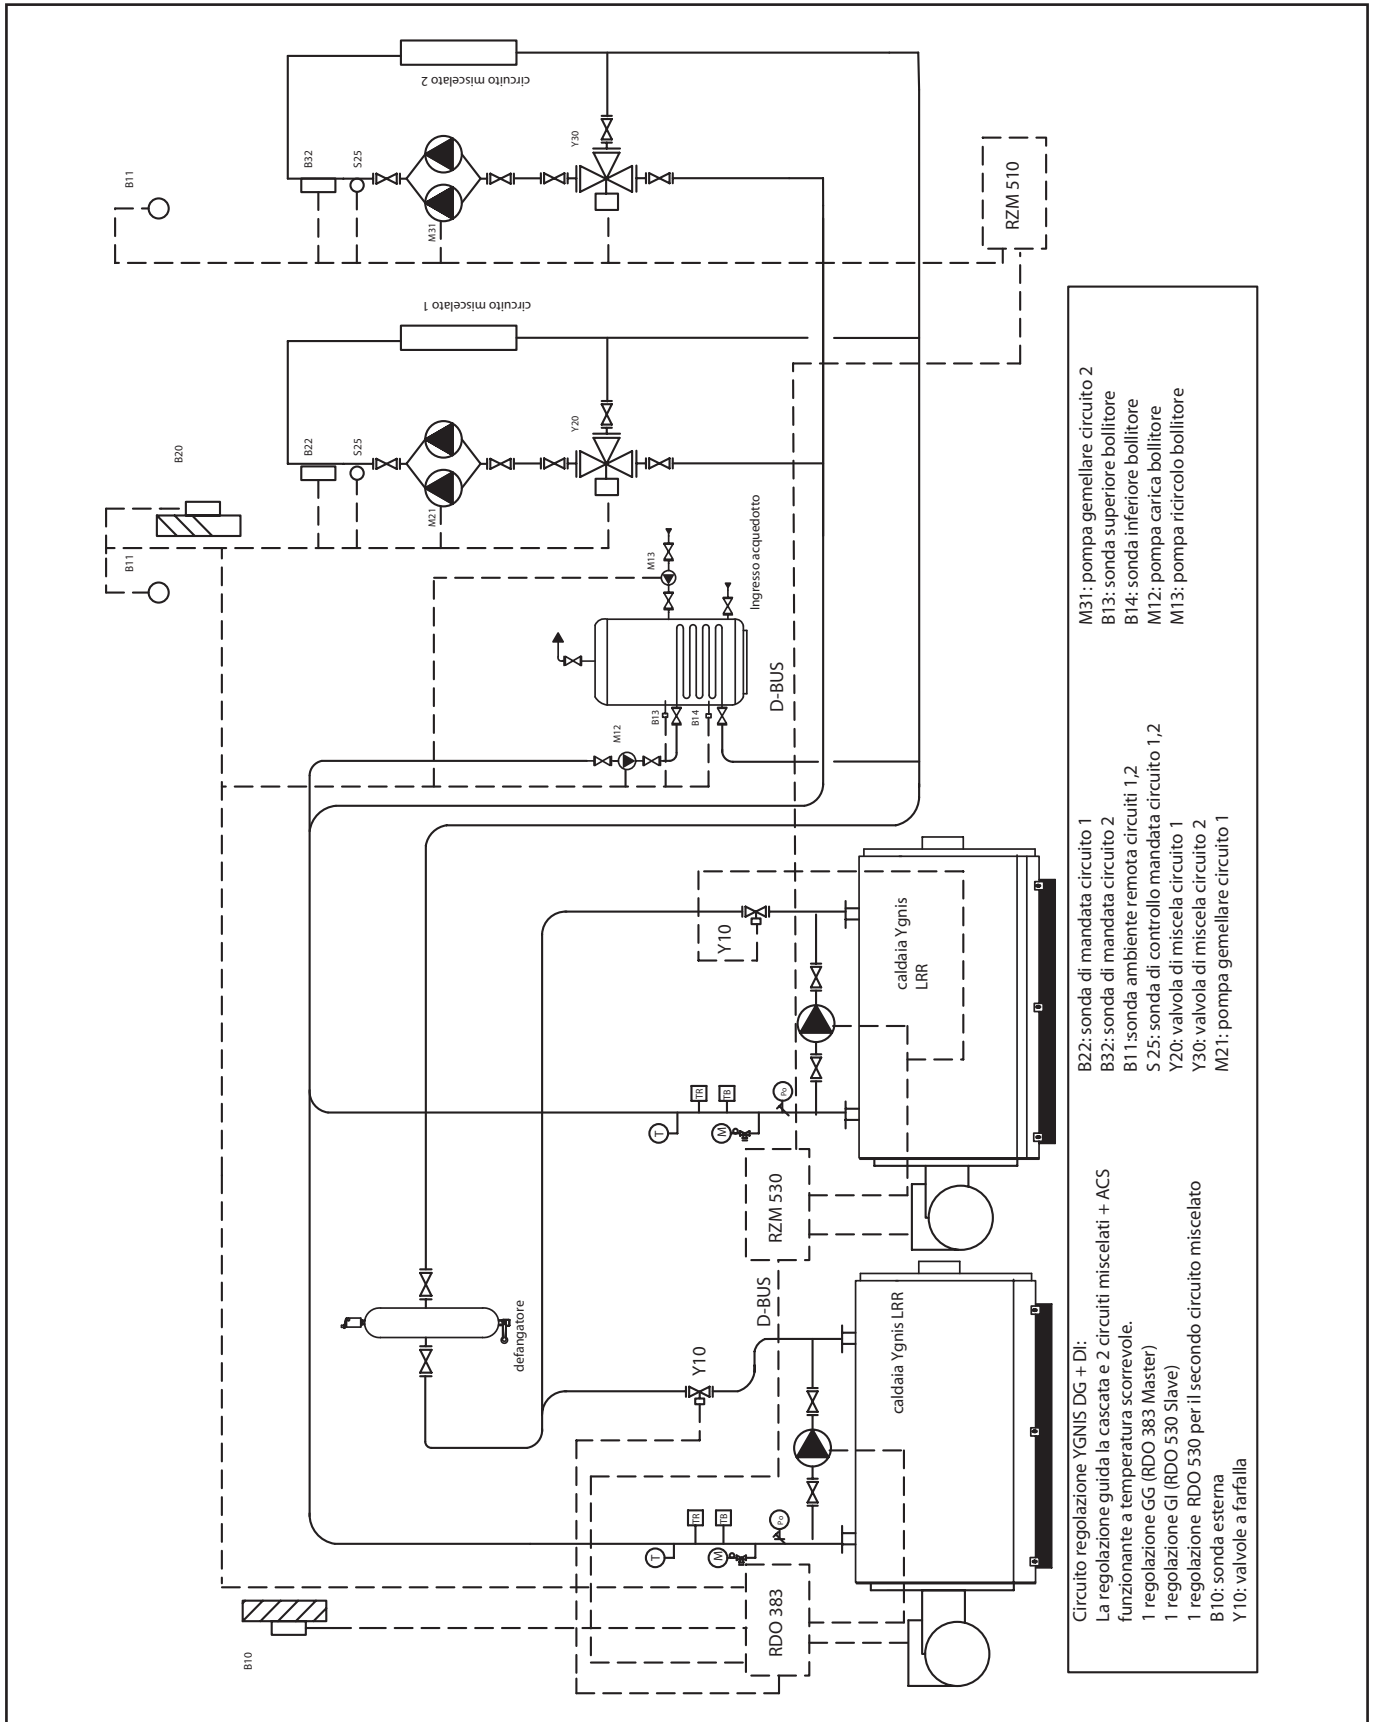 circuito miscelato 2
B11
B32
S25
M31
Y30
RZM 510
circuito miscelato 1
B20
B11
B22
S25
M21
Y20
M13
Ingresso acquedotto
B13
B14
M12
D-BUS
Y10
caldaia Ygnis
LRR
TR
TB
T
M
Po
RZM 530
D-BUS
defangatore
Y10
caldaia Ygnis LRR
TR
TB
T
M
Po
RDO 383
B10
Circuito regolazione YGNIS DG + DI:
La regolazione guida la cascata e 2 circuiti miscelati + ACS
funzionante a temperatura scorrevole.
1 regolazione GG (RDO 383 Master)
1 regolazione GI (RDO 530 Slave)
1 regolazione RDO 530 per il secondo circuito miscelato
B10: sonda esterna
Y10: valvole a farfalla
B22: sonda di mandata circuito 1
B32: sonda di mandata circuito 2
B11:sonda ambiente remota circuiti 1,2
S 25: sonda di controllo mandata circuito 1,2
Y20: valvola di miscela circuito 1
Y30: valvola di miscela circuito 2
M21: pompa gemellare circuito 1
M31: pompa gemellare circuito 2
B13: sonda superiore bollitore
B14: sonda inferiore bollitore
M12: pompa carica bollitore
M13: pompa ricircolo bollitore